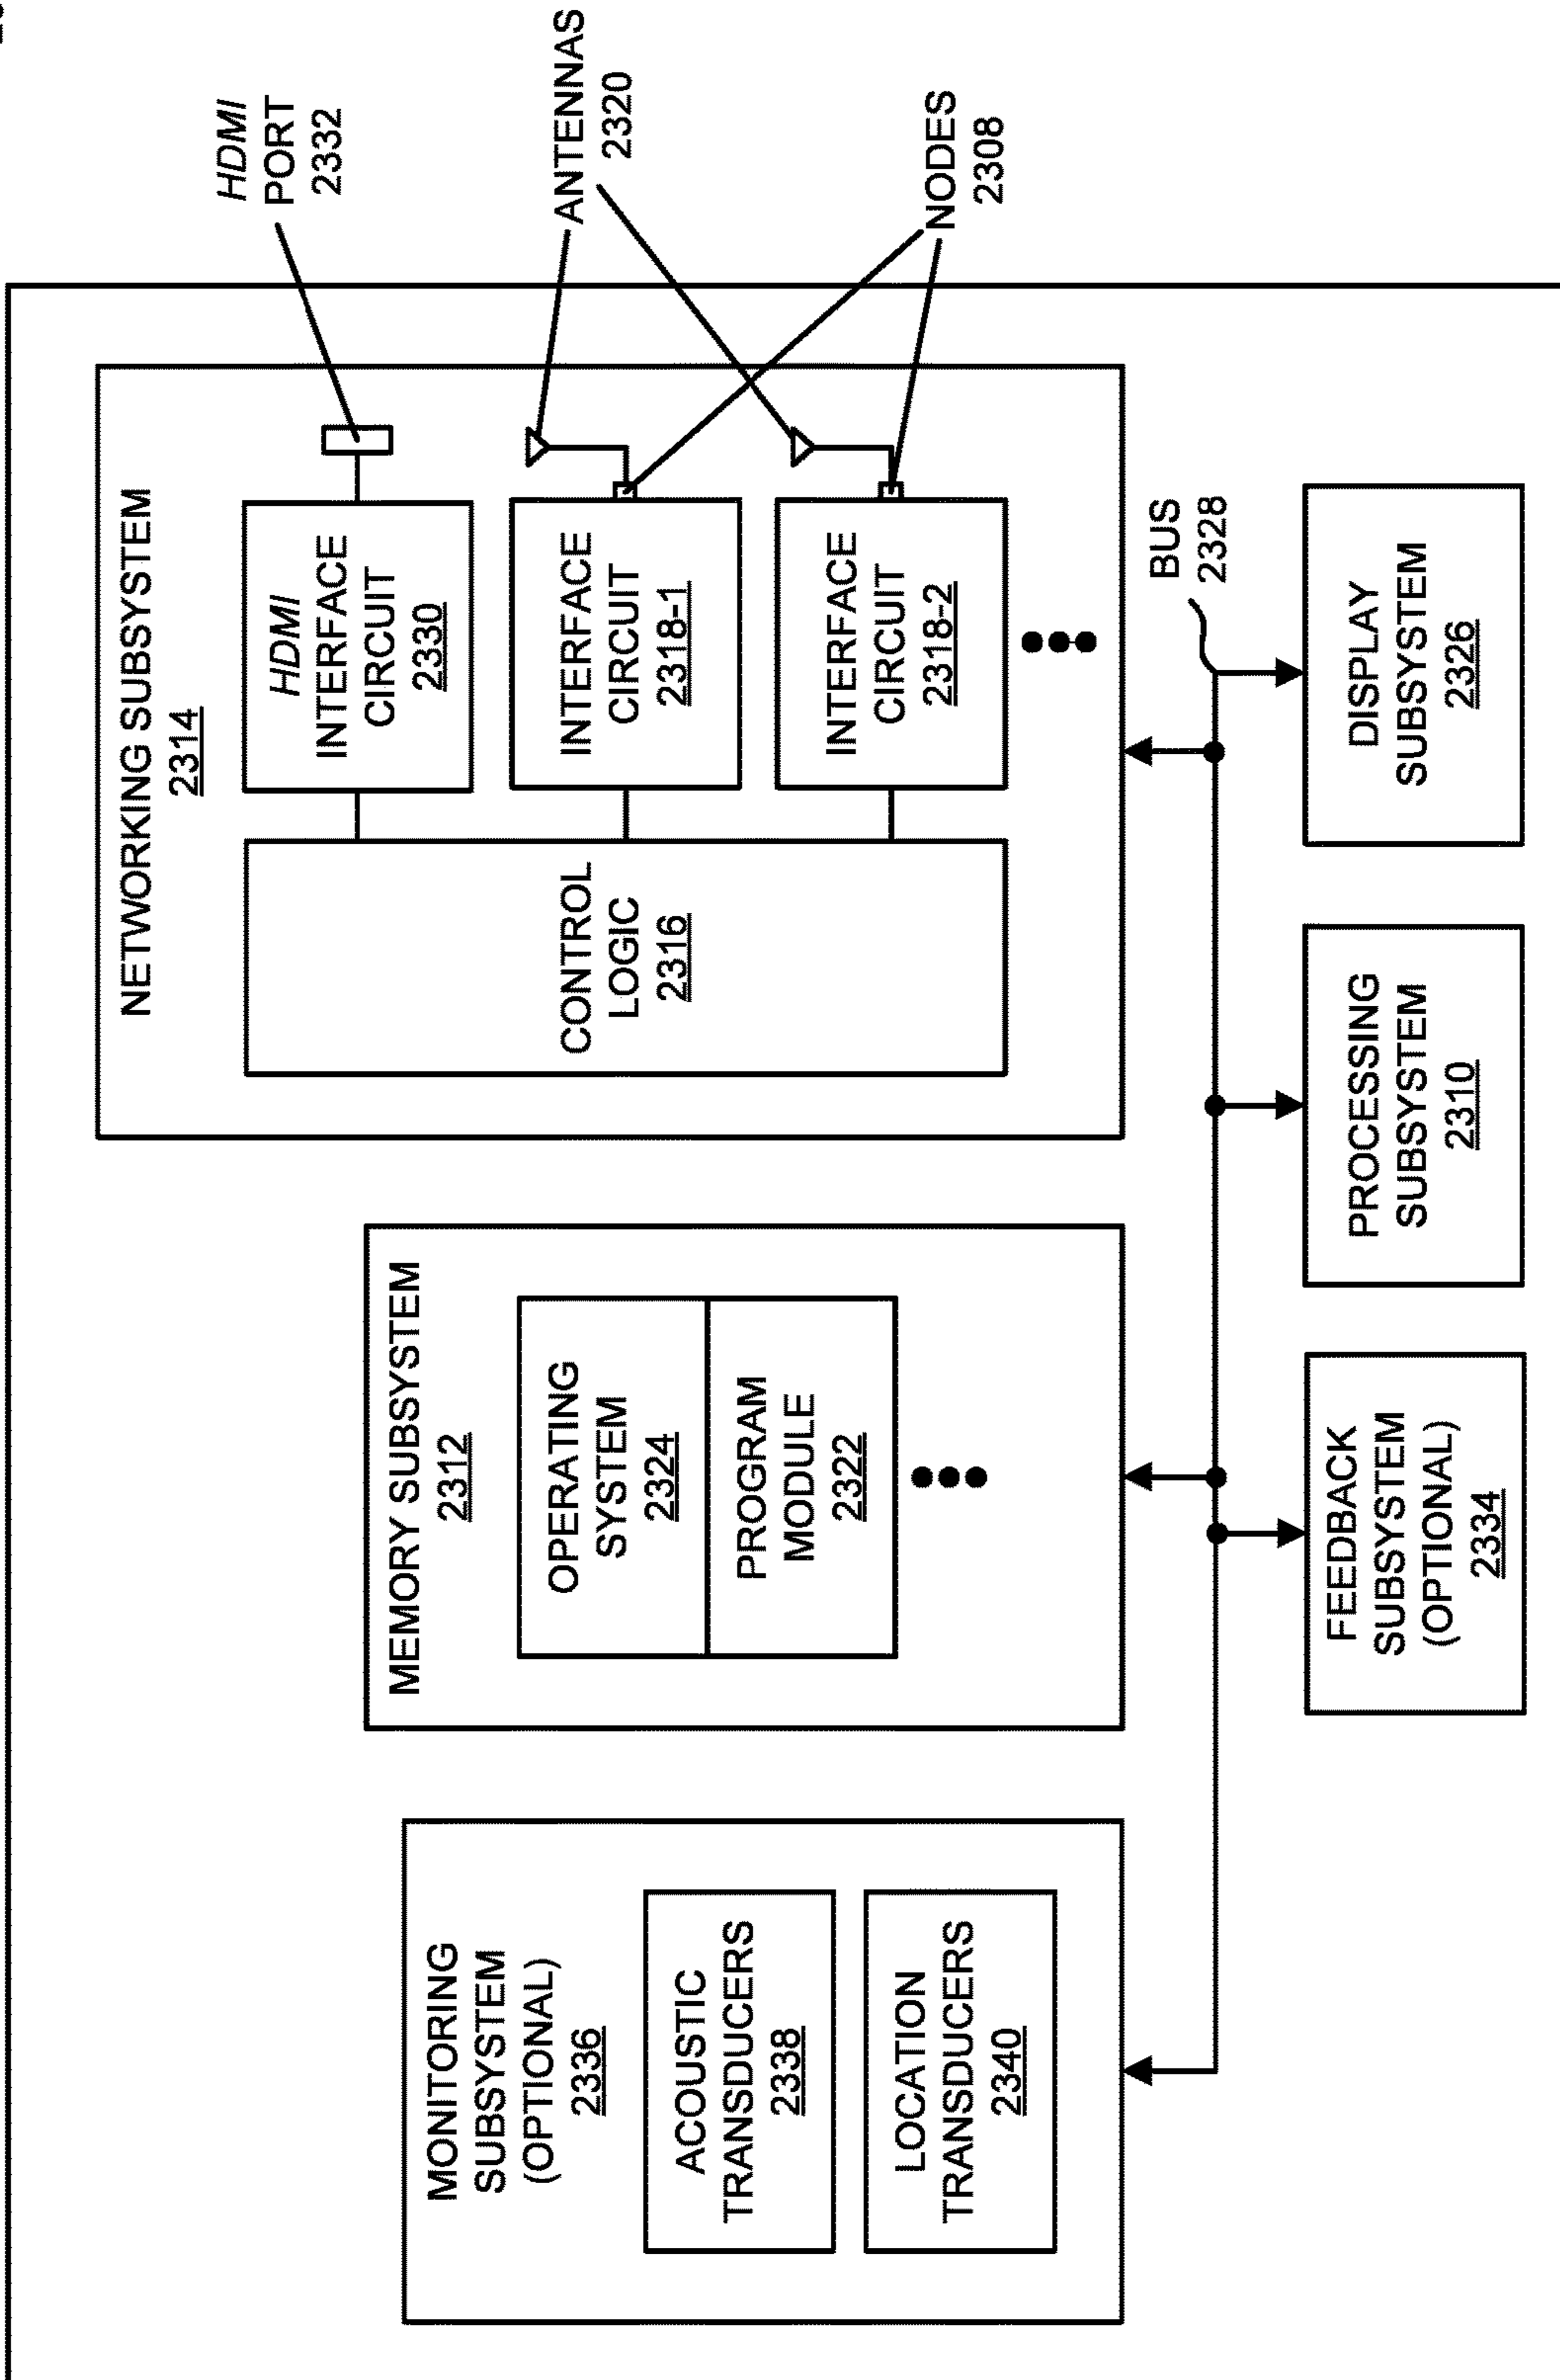 MONITORING
SUBSYSTEM
(OPTIONAL)
2336
ACOUSTIC
TRANSDUCERS
2338
LOCATION
TRANSDUCERS
2340
MEMORY SUBSYSTEM
2312
OPERATING
SYSTEM
2324
PROGRAM
MODULE
2322
NETWORKING SUBSYSTEM
2314
CONTROL
LOGIC
2316
HDMI
INTERFACE
CIRCUIT
2330
INTERFACE
CIRCUIT
2318-1
INTERFACE
CIRCUIT
2318-2
HDMI
PORT
2332
ANTENNAS
2320
NODES
2308
BUS
2328
FEEDBACK
SUBSYSTEM
(OPTIONAL)
2334
PROCESSING
SUBSYSTEM
2310
DISPLAY
SUBSYSTEM
2326